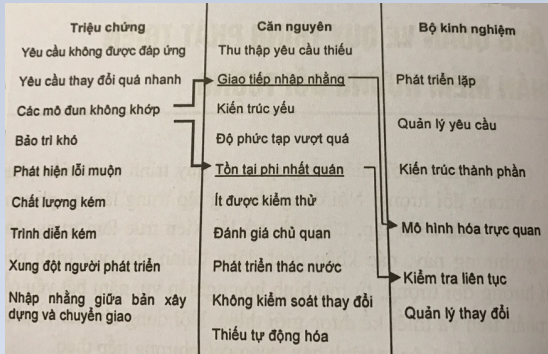 Triệu chứng
Yêu cầu không được đáp ứng
Yêu cầu thay đổi quá nhanh
Các mô đun không khớp
Bảo trì khó
Phát hiện lỗi muộn
Chất lượng kém
Trình diễn kém
Xung đột người phát triển
Nhập nhằng giữa bản xây
dựng và chuyển giao
Căn nguyên
Thu thập yêu cầu thiếu
Giao tiếp nhập nhằng
Kiến trúc yếu
Độ phức tạp vượt quá
Tồn tại phi nhất quán
Ít được kiểm thử
Đánh giá chủ quan
Phát triển thác nước
Không kiểm soát thay đổi
Thiếu tự động hóa
Bộ kinh nghiệm
Phát triển lặp
Quản lý yêu cầu
Kiến trúc thành phần
Mô hình hóa trực quan
Kiểm tra liên tục
Quản lý thay đổi